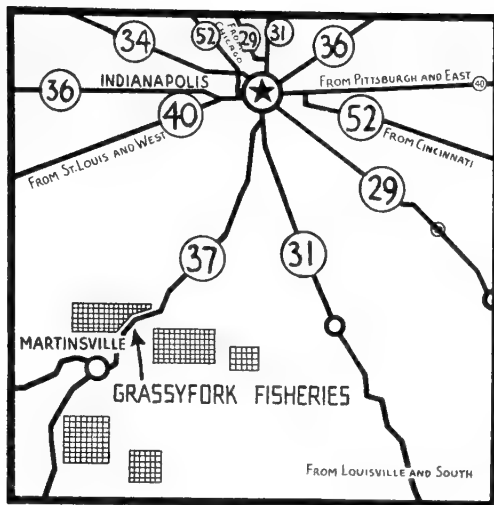 34
52
FROM CHICAGO
29
31
36
INDIANAPOLIS
FROM PITTSBURGH AND EAST
40
36
40
52
FROM CINCINNATI
FROM ST. LOUIS AND WEST
29
37
31
MARTINSVILLE
GRASSYFORK FISHERIES
FROM LOUISVILLE AND SOUTH